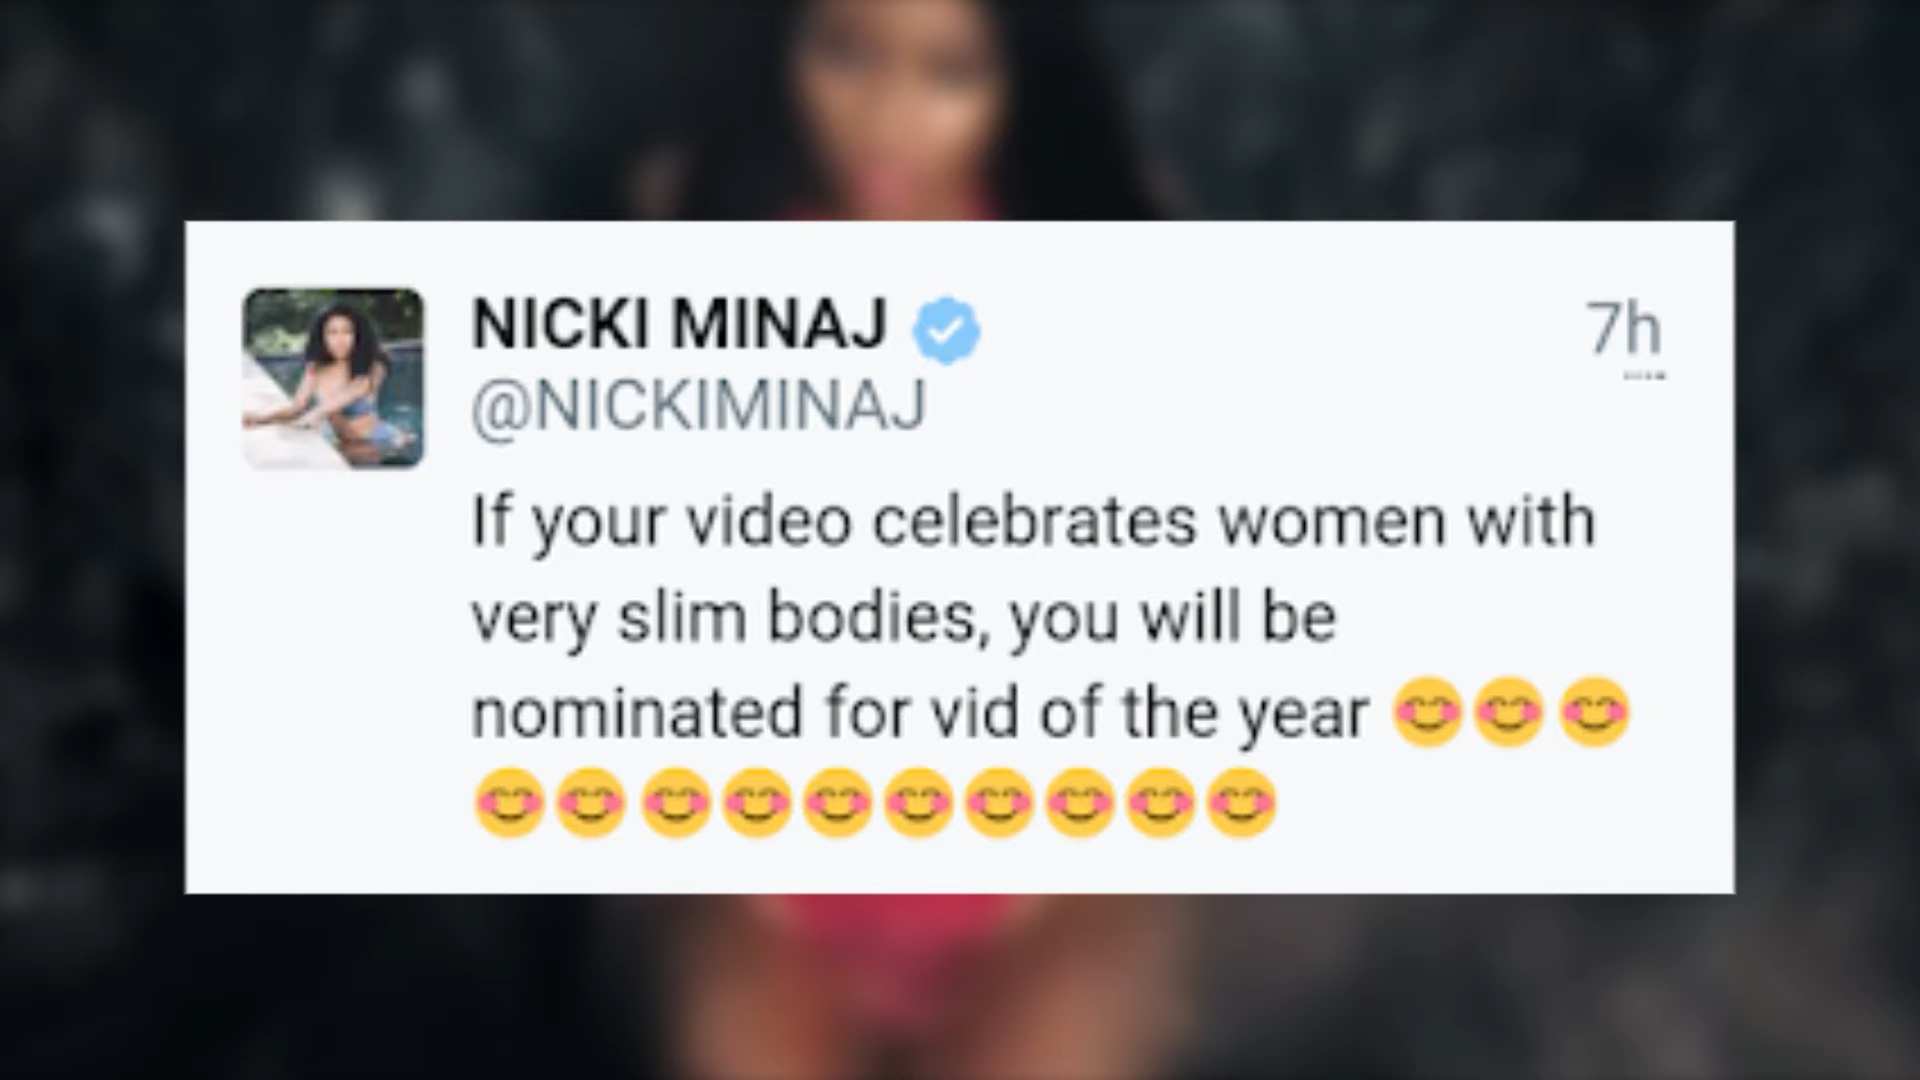 NICKI MINAJ
7h
@NICKIMINAJ
If your video celebrates women with
very slim bodies, you will be
nominated for vid of the year 😊😊😊
😊😊😊😊😊😊😊😊😊😊